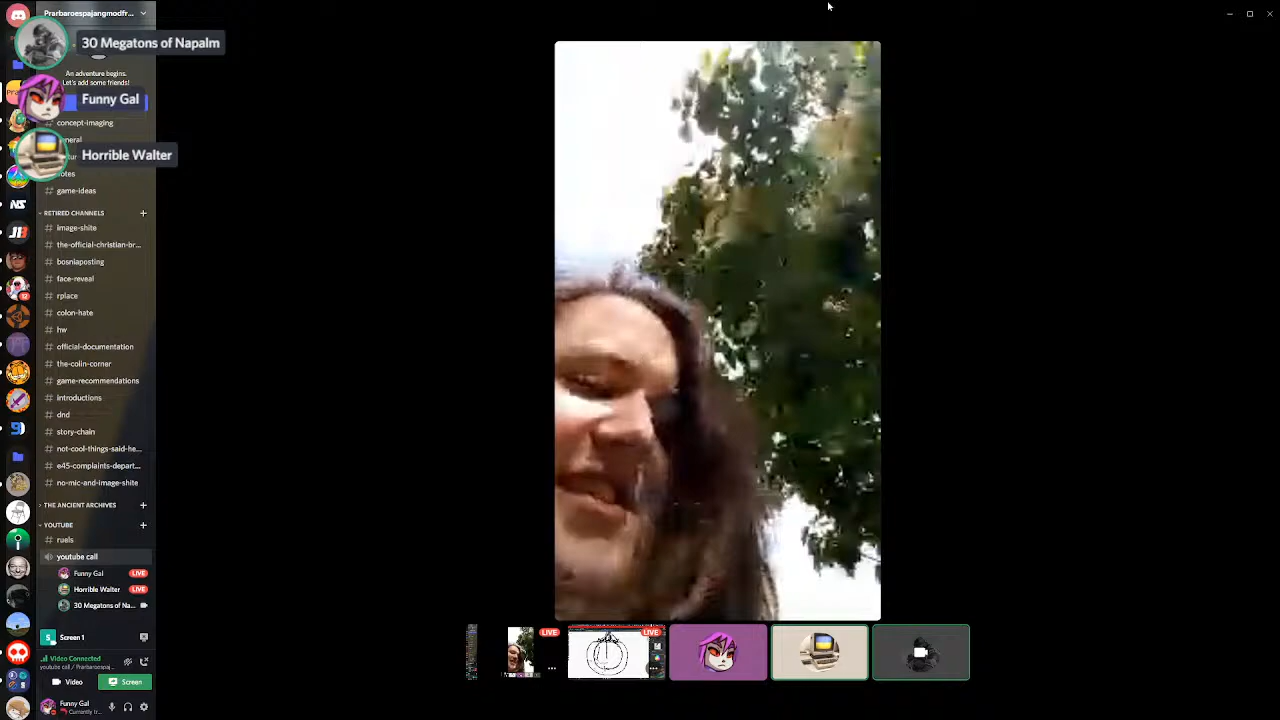 Prarbaroespajangmodfr...
30 Megatons of Napalm
An adventure begins.
Let's add some friends!
Funny Gal
concept-imaging
Horrible Walter
game-ideas
RETIRED CHANNELS
image-shite
the-official-christian-br...
bosniaposting
face-reveal
rplace
colon-hate
hw
official-documentation
the-colin-corner
game-recommendations
introductions
dnd
story-chain
not-cool-things-said-he...
e45-complaints-depart...
no-mic-and-image-shite
THE ANCIENT ARCHIVES
YOUTUBE
ruels
youtube call
Funny Gal LIVE
Horrible Walter LIVE
30 Megatons of Na...
S Screen 1
Video Connected
youtube call / Prarbaroespaj...
Video Screen
Funny Gal
Currently tr...
LIVE
LIVE